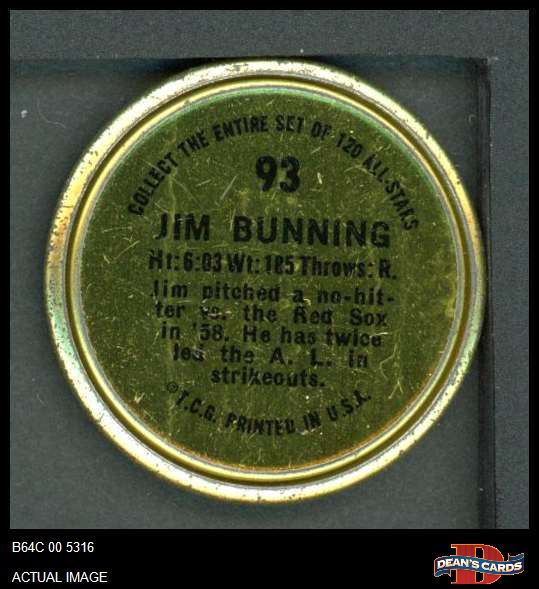 COLLECT THE ENTIRE SET OF 120 ALL-STARS
93
JIM BUNNING
Ht: 6:03 Wt: 185 Throws: R.
Jim pitched a no-hit-
ter vs. the Red Sox
in '58. He has twice
led the A. L. in
strikeouts.
©T.C.G. PRINTED IN U.S.A.
B64C 00 5316
ACTUAL IMAGE
D
DEAN'S CARDS